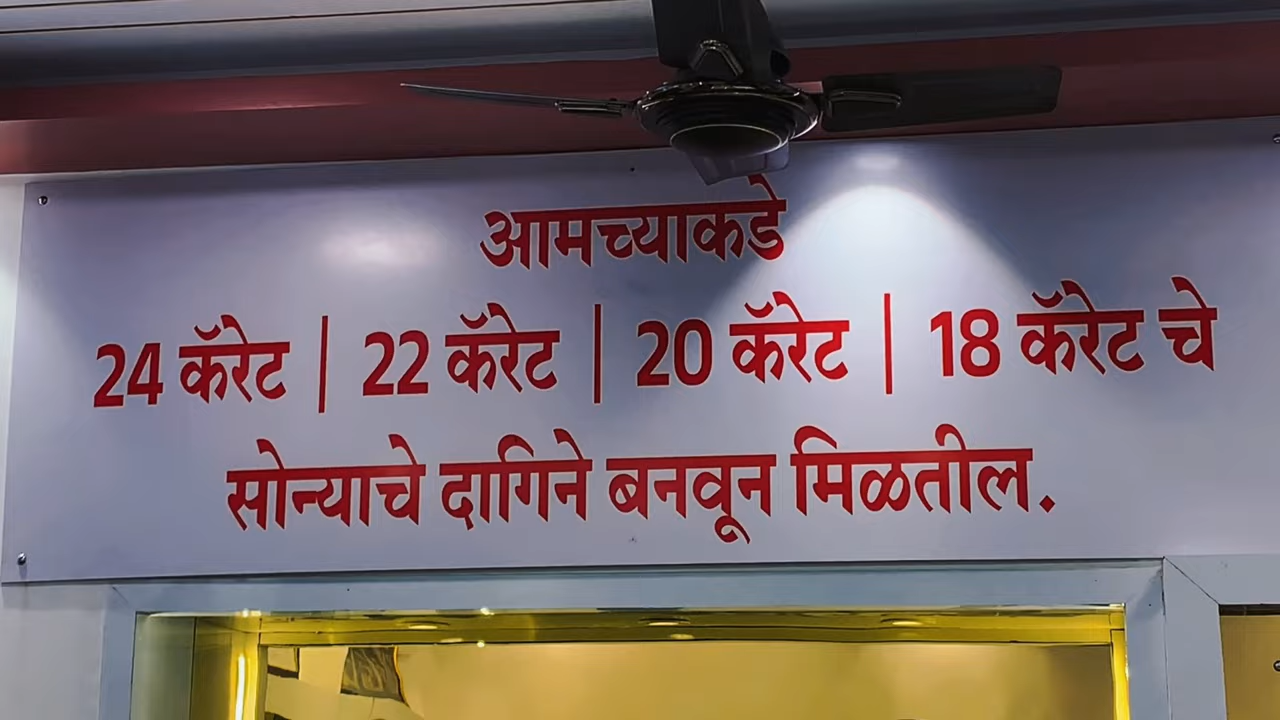 आमच्याकडे
24 कॅरेट | 22 कॅरेट | 20 कॅरेट | 18 कॅरेट चे
सोन्याचे दागिने बनवून मिळतील.